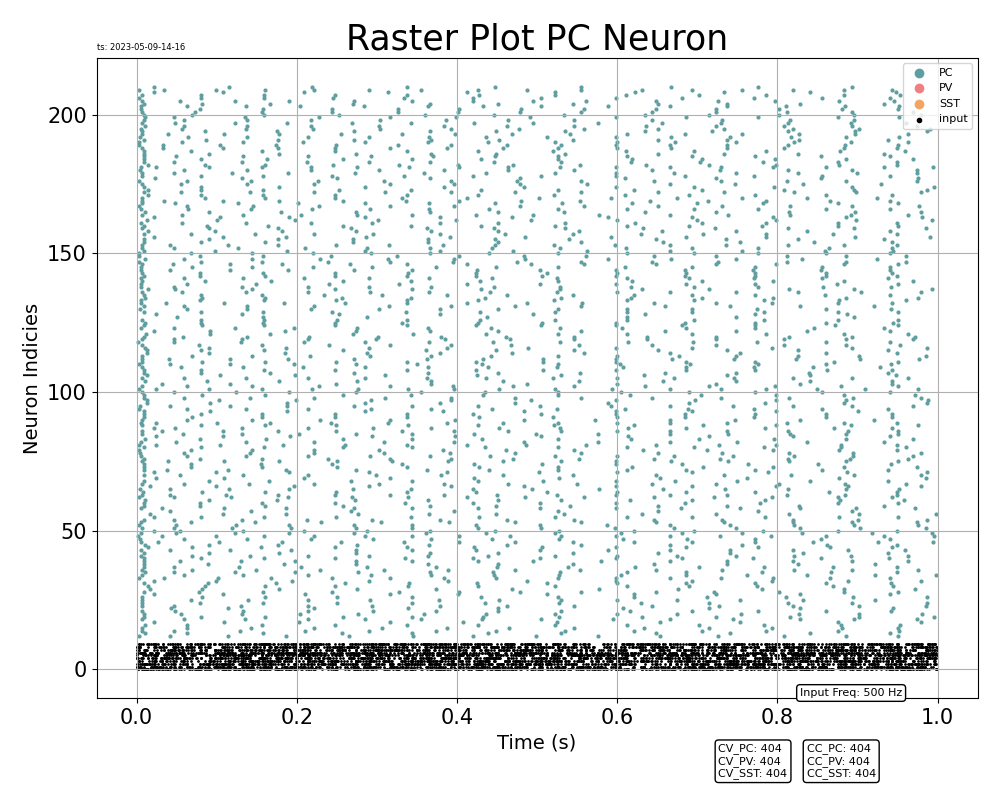 Raster Plot PC Neuron
ts: 2023-05-09-14-16
PC
PV
SST
input
200
150
100
50
0
Neuron Indicies
0.0 0.2 0.4 0.6 0.8 1.0
Time (s)
Input Freq: 500 Hz
CV_PC: 404
CV_PV: 404
CV_SST: 404
CC_PC: 404
CC_PV: 404
CC_SST: 404